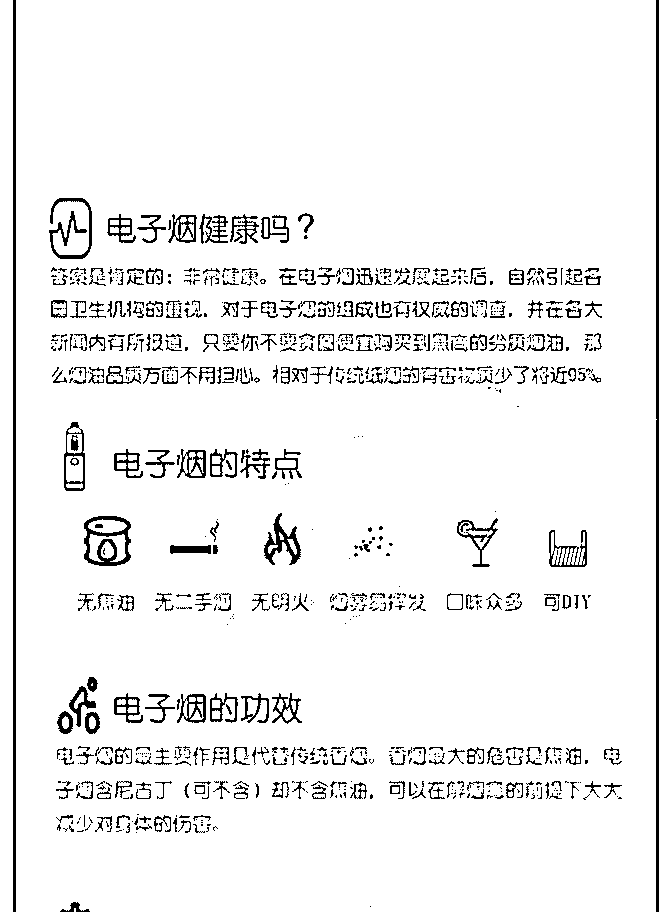 电子烟健康吗？
答案是肯定的：非常健康。在电子烟迅速发展起来后，自然引起各
国卫生机构的重视，对于电子烟的组成也有权威的调查，并在各大
新闻内有所报道，只要你不要贪图便宜购买到黑商的劣质烟油，那
么烟油品质方面不用担心。相对于传统纸烟的有害物质少了将近95%。
电子烟的特点
无焦油 无二手烟 无明火 烟雾易挥发 口味众多 可DIY
电子烟的功效
电子烟的最主要作用是代替传统香烟。香烟最大的危害是焦油，电
子烟含尼古丁（可不含）却不含焦油，可以在解烟瘾的前提下大大
减少对身体的伤害。